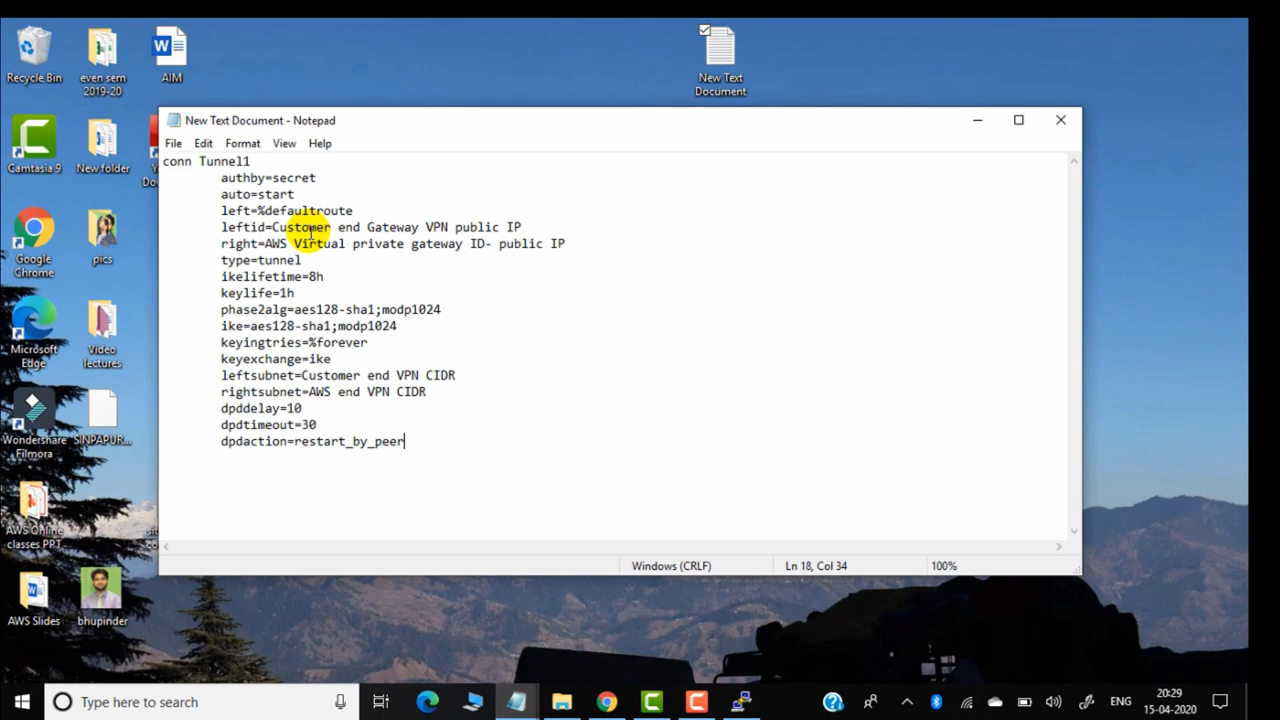 Recycle Bin
even sem
2019-20
AIM
New Text
Document
New Text Document - Notepad
File Edit Format View Help
conn Tunnel1
authby=secret
auto=start
left=%defaultroute
leftid=Customer end Gateway VPN public IP
right=AWS Virtual private gateway ID- public IP
type=tunnel
ikelifetime=8h
keylife=1h
phase2alg=aes128-sha1;modp1024
ike=aes128-sha1;modp1024
keyingtries=%forever
keyexchange=ike
leftsubnet=Customer end VPN CIDR
rightsubnet=AWS end VPN CIDR
dpddelay=10
dpdtimeout=30
dpdaction=restart_by_peer
Windows (CRLF) Ln 18, Col 34 100%
Camtasia 9
New folder
Google
Chrome
pics
Microsoft
Edge
Video
lectures
Wondershare
Filmora
SINPAPUR...
AWS Online
classes PPT
AWS Slides
bhupinder
Type here to search
ENG
20:29
15-04-2020